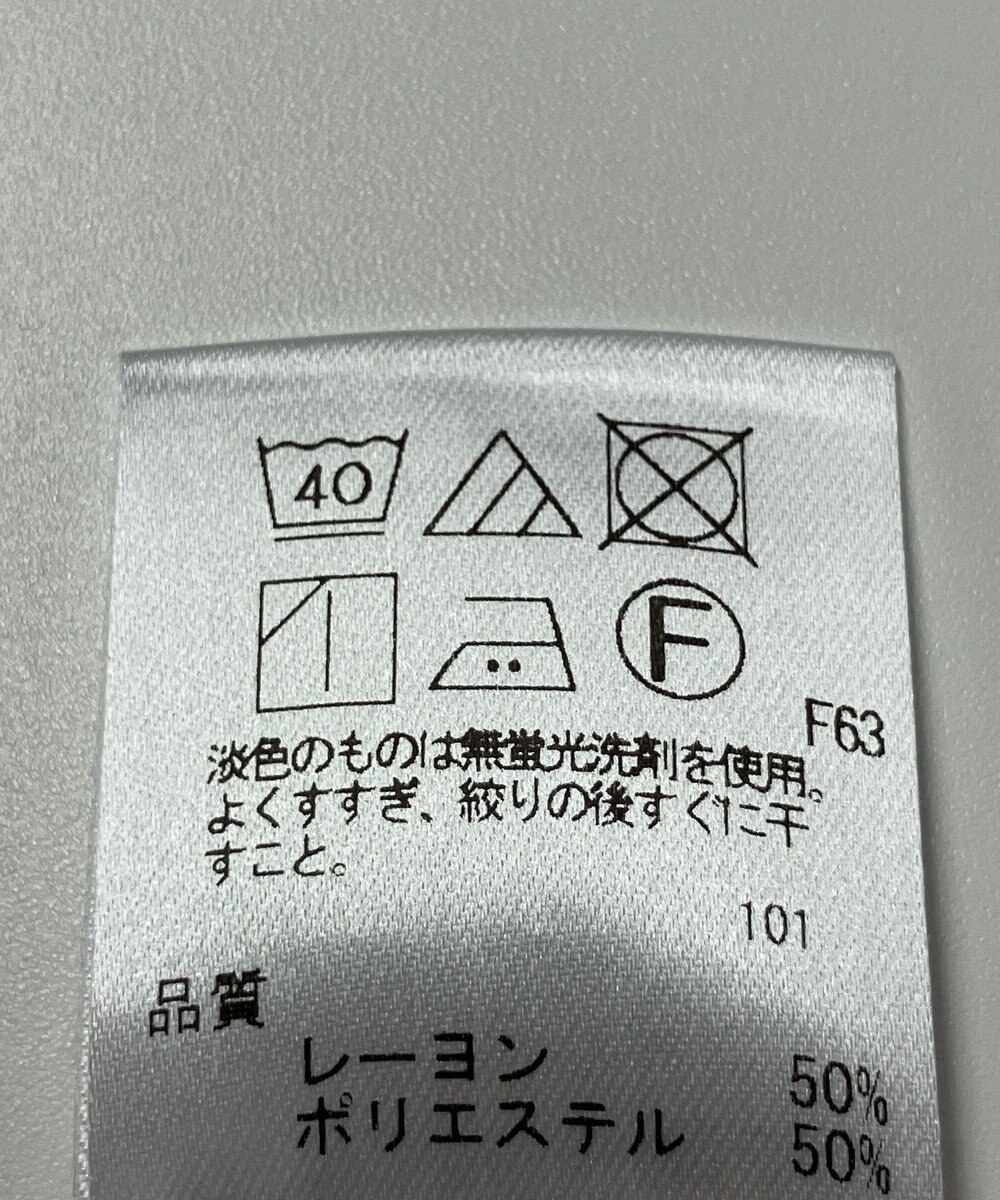 40
F
F63
淡色のものは無蛍光洗剤を使用。
よくすすぎ、絞りの後すぐに干
すこと。
101
品質
レーヨン 50%
ポリエステル 50%